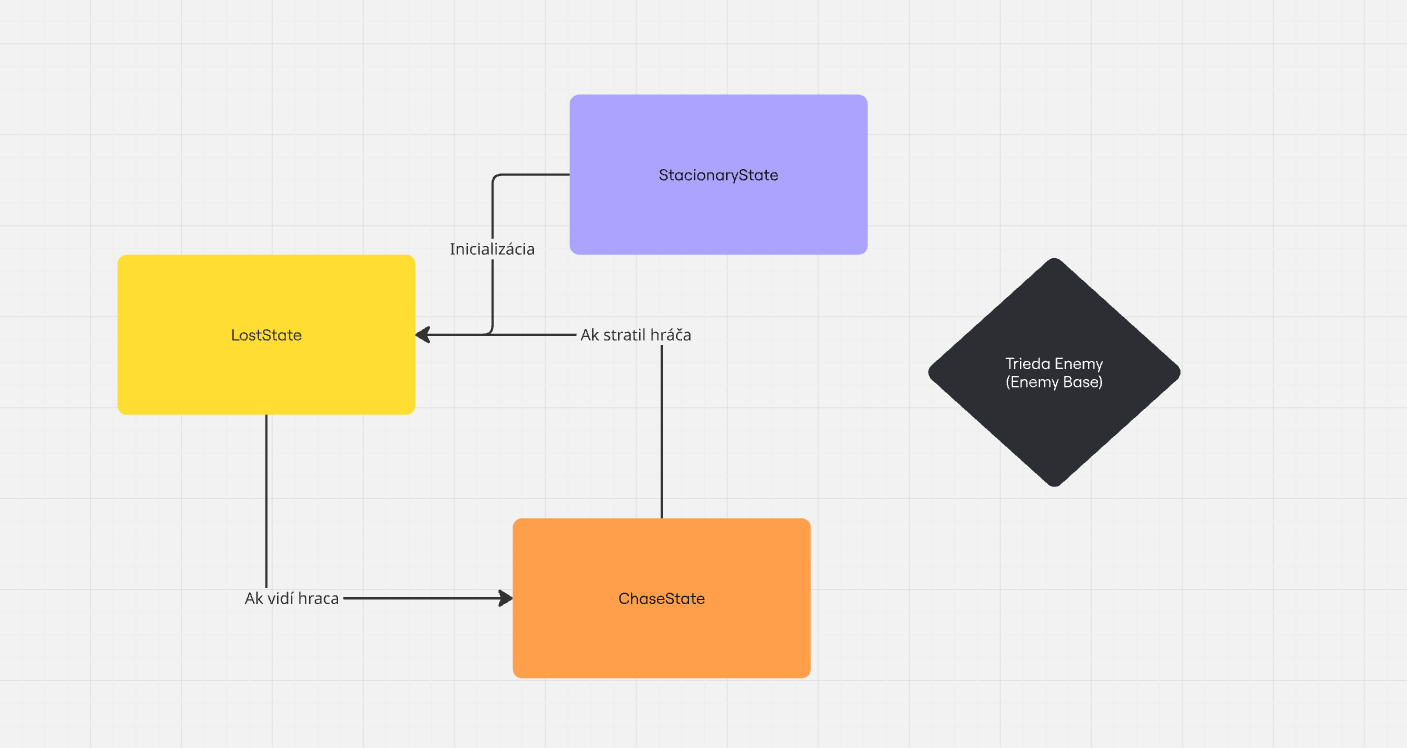 StacionaryState
Inicializácia
LostState
Ak stratil hráča
Trieda Enemy
(Enemy Base)
Ak vidí hraca
ChaseState